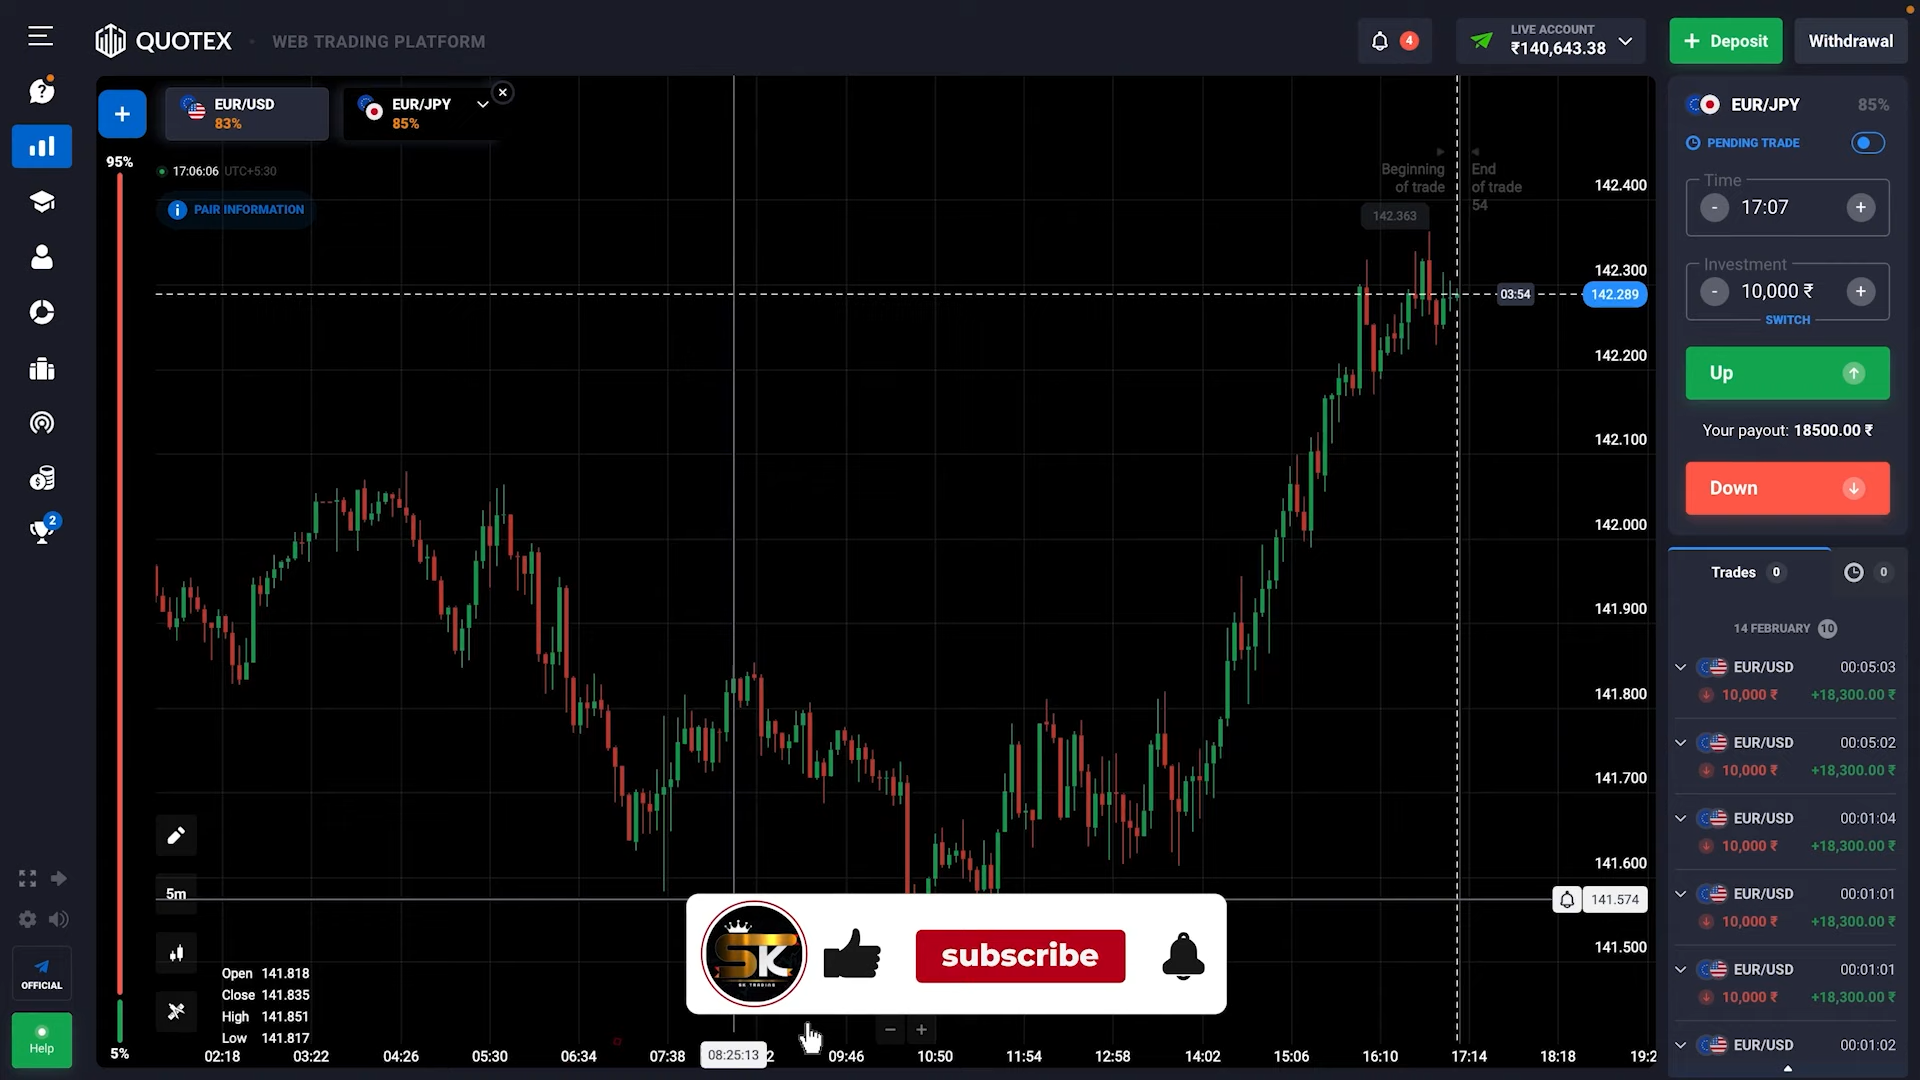 QUOTEX
WEB TRADING PLATFORM
4
LIVE ACCOUNT
₹140,643.38
+ Deposit
Withdrawal
EUR/USD
83%
EUR/JPY
85%
95%
17:06:06 UTC+5:30
PAIR INFORMATION
Beginning
of trade
End
of trade
54
142.363
142.400
142.300
03:54
142.289
142.200
142.100
142.000
141.900
141.800
141.700
141.600
141.574
141.500
EUR/JPY
85%
PENDING TRADE
Time
- 17:07 +
Investment
- 10,000 ₹ +
SWITCH
Up
Your payout: 18500.00 ₹
Down
Trades 0
0
14 FEBRUARY 10
EUR/USD 00:05:03
10,000 ₹ +18,300.00 ₹
EUR/USD 00:05:02
10,000 ₹ +18,300.00 ₹
EUR/USD 00:01:04
10,000 ₹ +18,300.00 ₹
EUR/USD 00:01:01
10,000 ₹ +18,300.00 ₹
EUR/USD 00:01:01
10,000 ₹ +18,300.00 ₹
EUR/USD 00:01:02
2
OFFICIAL
Help
5m
Open 141.818
Close 141.835
High 141.851
Low 141.817
5%
SK
SK TRADING
subscribe
02:18 03:22 04:26 05:30 06:34 07:38 08:25:13 2 09:46 10:50 11:54 12:58 14:02 15:06 16:10 17:14 18:18 19:2